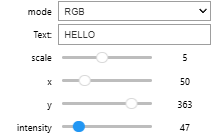 mode RGB
Text: HELLO
scale 5
x 50
y 363
intensity 47